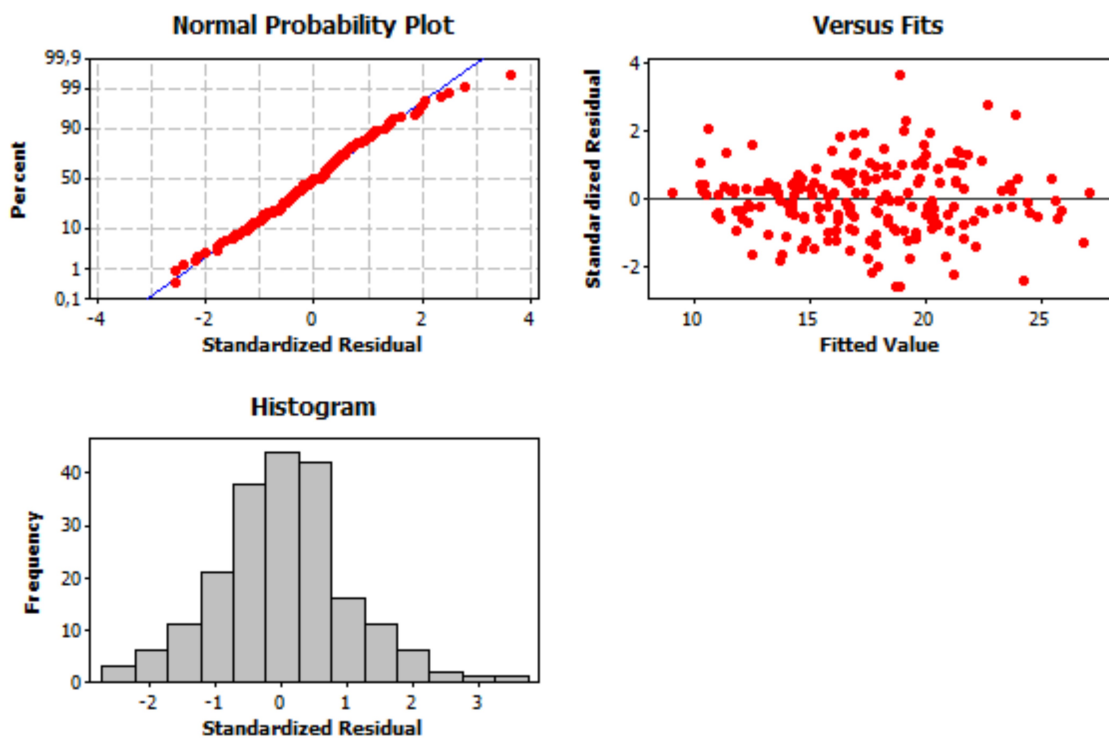 Normal Probability Plot
Percent
99,9
99
90
50
10
1
0,1
-4 -2 0 2 4
Standardized Residual
Versus Fits
Standardized Residual
4
2
0
-2
10 15 20 25
Fitted Value
Histogram
Frequency
40
30
20
10
0
-2 -1 0 1 2 3
Standardized Residual